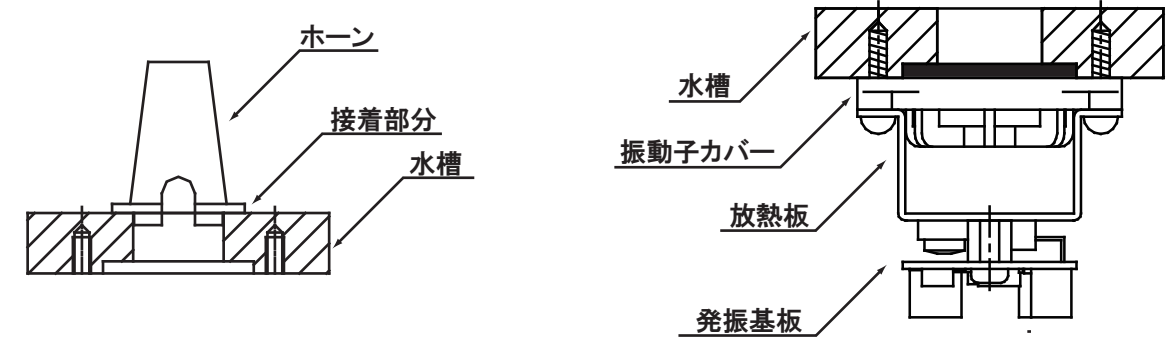 ホーン
接着部分
水槽
水槽
振動子カバー
放熱板
発振基板